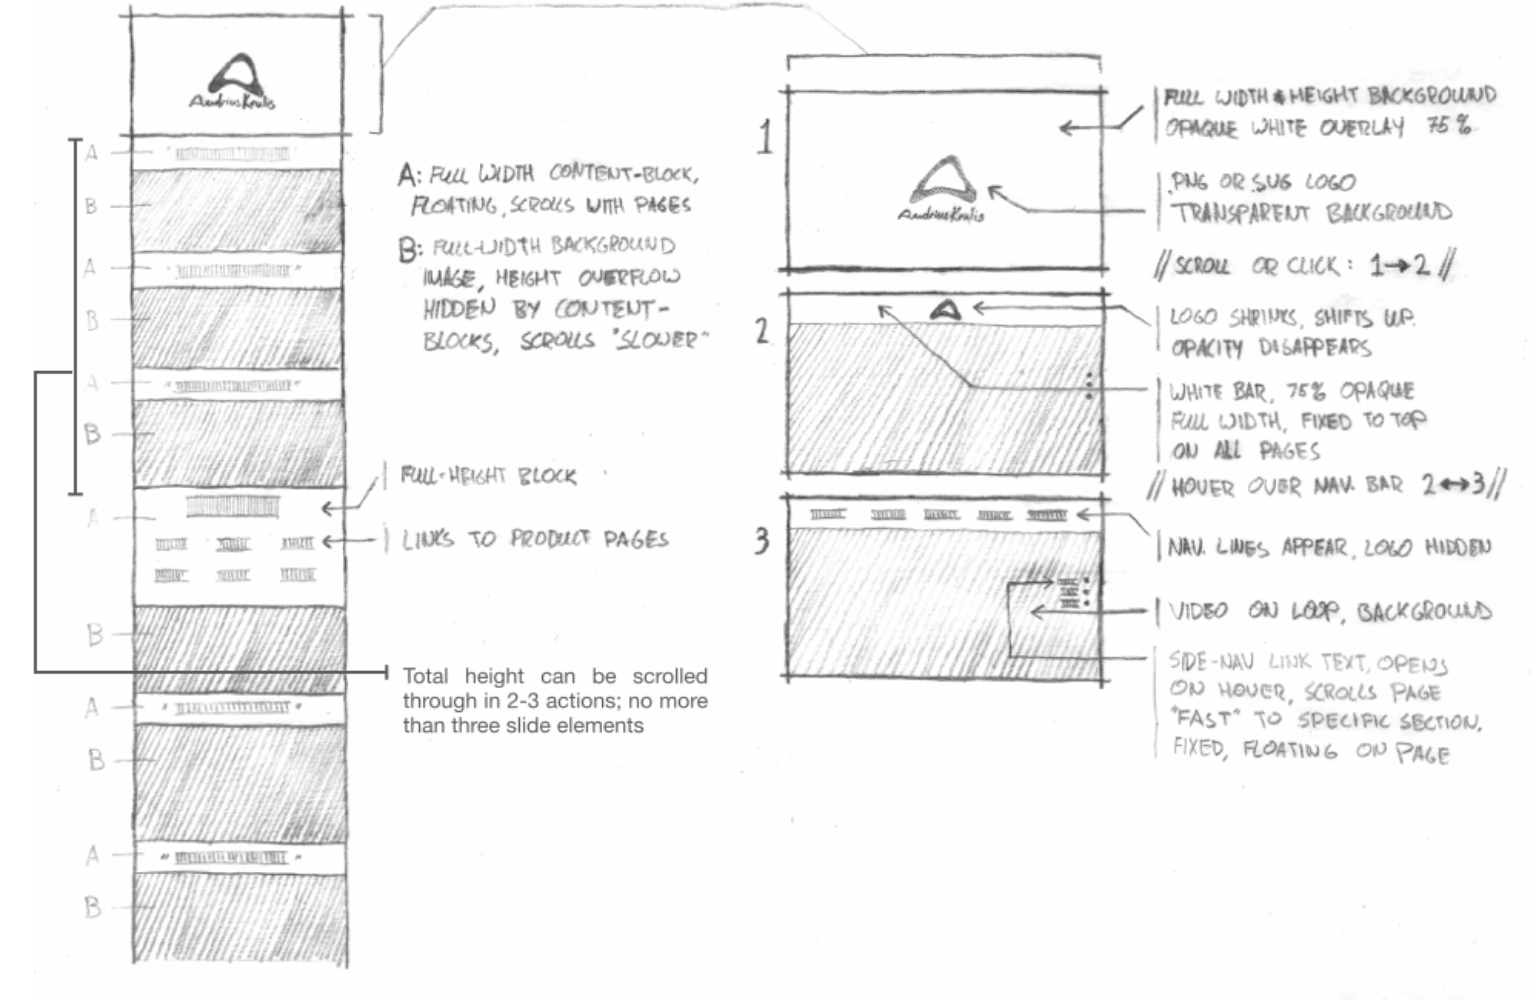 Andrius Kralis
A
B
A
B
A
B
A
B
A
B
A
B
A: FULL WIDTH CONTENT-BLOCK,
FLOATING, SCROLLS WITH PAGES
B: FULL-WIDTH BACKGROUND
IMAGE, HEIGHT OVERFLOW
HIDDEN BY CONTENT-
BLOCKS, SCROLLS "SLOWER"
FULL-HEIGHT BLOCK
LINKS TO PRODUCT PAGES
Total height can be scrolled
through in 2-3 actions; no more
than three slide elements
1
Andrius Kralis
FULL WIDTH & HEIGHT BACKGROUND
OPAQUE WHITE OVERLAY 75%
.PNG OR .SVG LOGO
TRANSPARENT BACKGROUND
// SCROLL OR CLICK: 1→2 //
2
LOGO SHRINKS, SHIFTS UP.
OPACITY DISAPPEARS
WHITE BAR, 75% OPAQUE
FULL WIDTH, FIXED TO TOP
ON ALL PAGES
// HOVER OVER NAV. BAR 2↔3 //
3
NAV. LINES APPEAR, LOGO HIDDEN
VIDEO ON LOOP, BACKGROUND
SIDE-NAV LINK TEXT, OPENS
ON HOVER, SCROLLS PAGE
"FAST" TO SPECIFIC SECTION,
FIXED, FLOATING ON PAGE